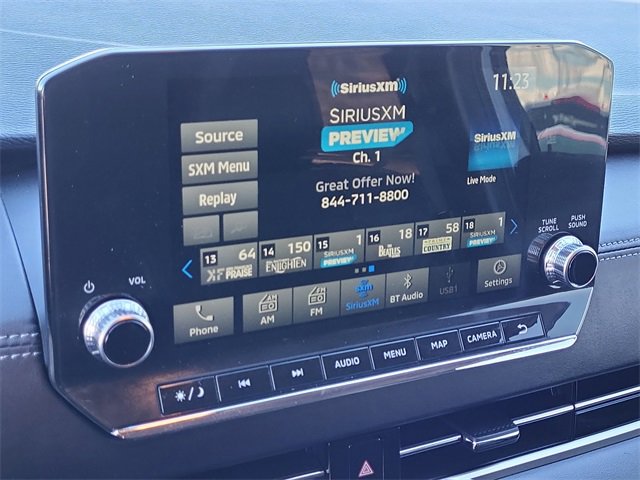 SiriusXM
11:23
SIRIUSXM
PREVIEW
Ch. 1
Great Offer Now!
844-711-8800
SiriusXM
Live Mode
Source
SXM Menu
Replay
13 64
PRAISE
14 150
ENLIGHTEN
15 1
SIRIUSXM
PREVIEW
16 18
THE BEATLES
17 58
COUNTRY
18 1
SIRIUSXM
PREVIEW
TUNE SCROLL
PUSH SOUND
VOL
Phone
AM
FM
SiriusXM
BT Audio
USB1
Settings
AUDIO
MENU
MAP
CAMERA